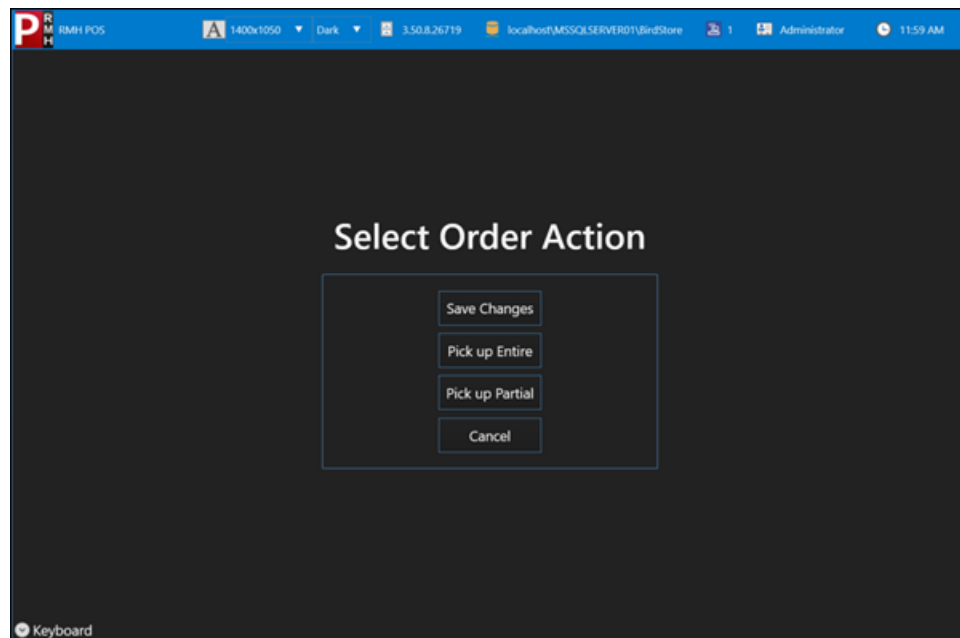 P RMH RMH POS A 1400x1050 Dark 3.50.8.26719 localhost\MSSQLSERVER01\BirdStore 1 Administrator 11:59 AM
Select Order Action
Save Changes
Pick up Entire
Pick up Partial
Cancel
Keyboard